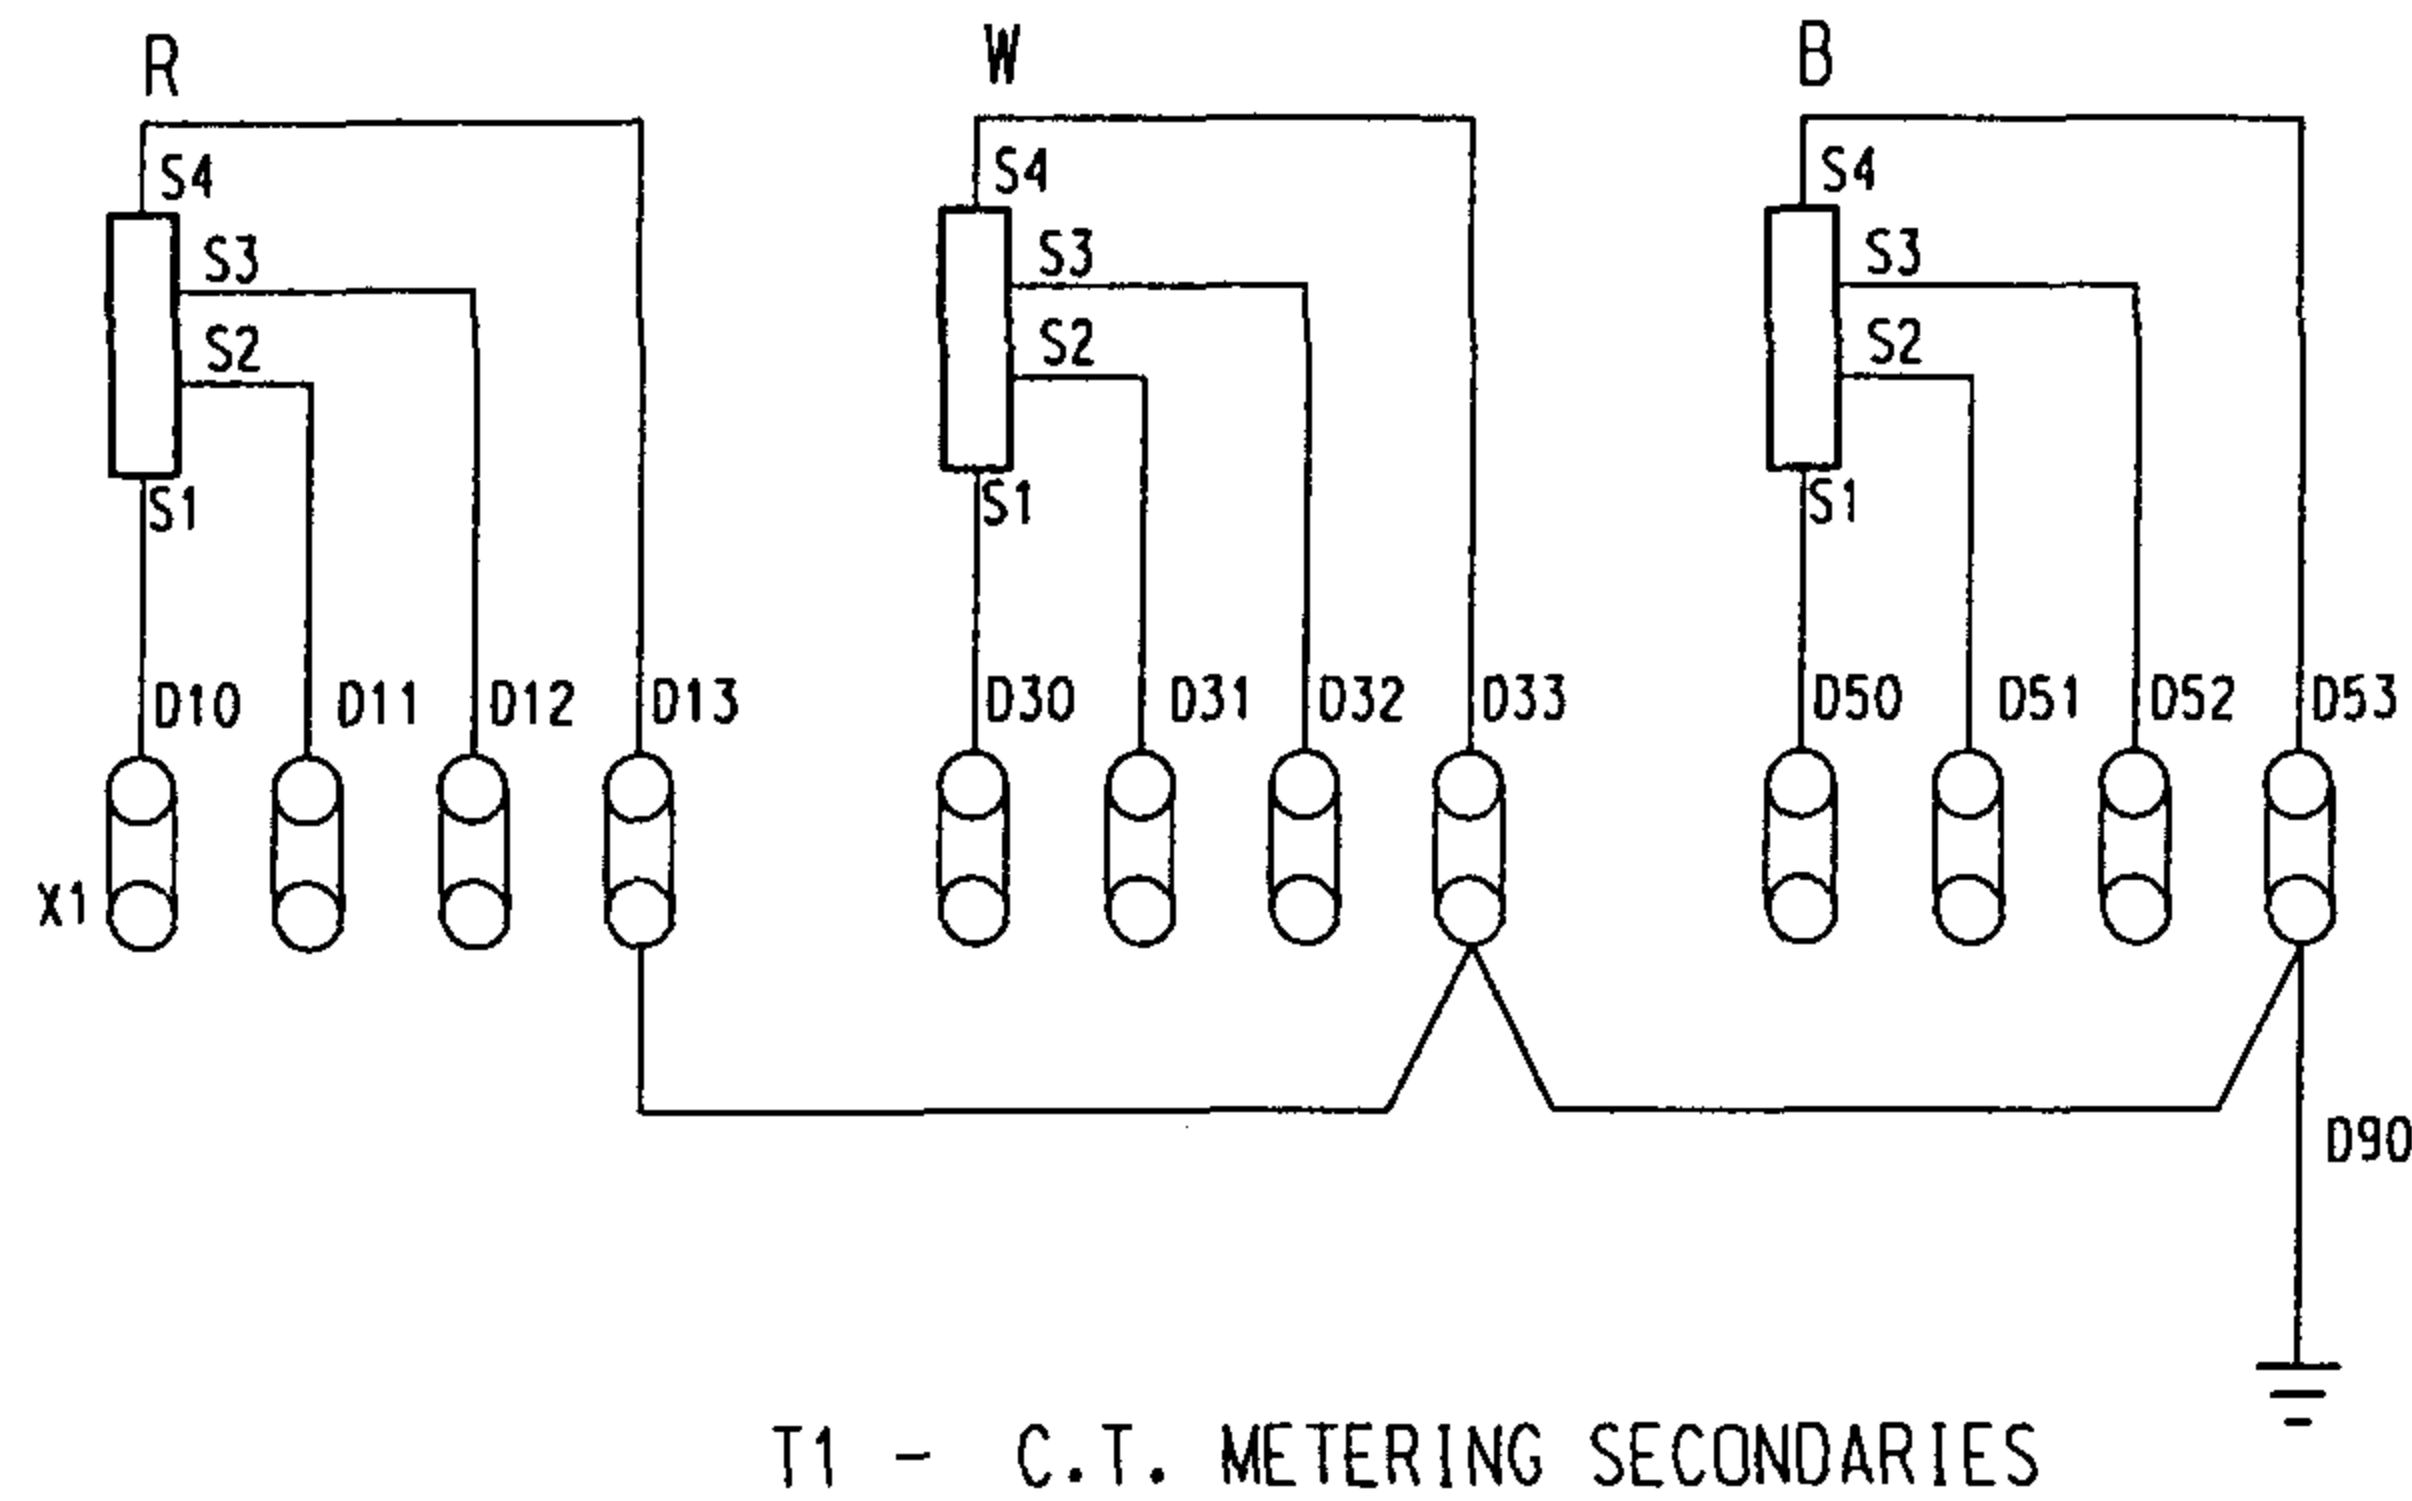 R W B
S4 S4 S4
S3 S3 S3
S2 S2 S2
S1 S1 S1
D10 D11 D12 D13 D30 D31 D32 D33 D50 D51 D52 D53
X1
D90
T1 - C.T. METERING SECONDARIES